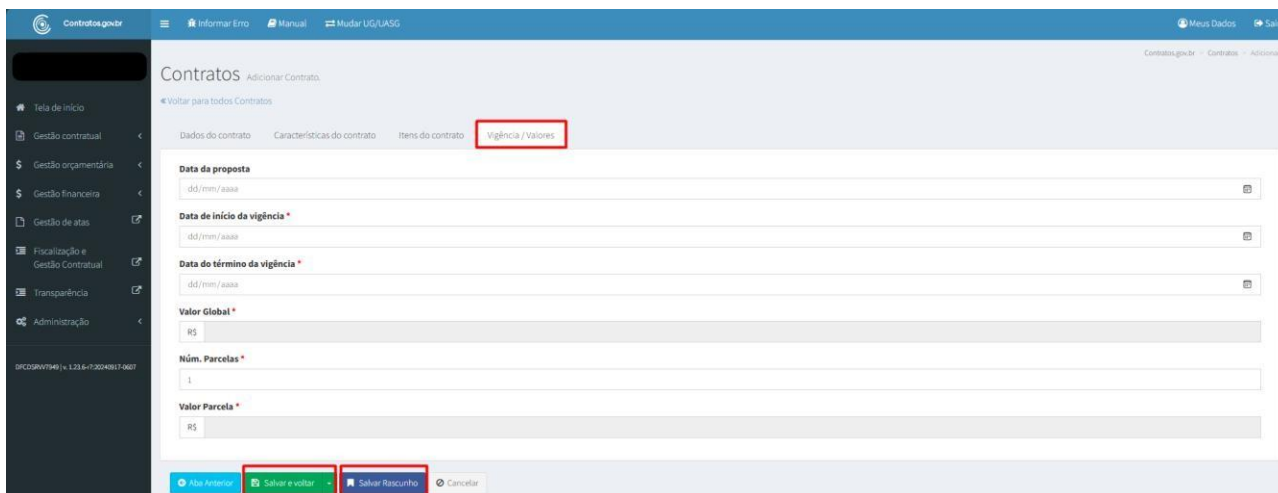 Contratos.gov.br
Informar Erro Manual Mudar UG/UASG
Meus Dados
Contratos.gov.br Contratos
Contratos Adicionar Contrato.
Voltar para todos Contratos
Tela de início
Gestão contratual
Gestão orçamentária
Gestão financeira
Gestão de atas
Fiscalização e
Gestão Contratual
Transparência
Administração
Dados do contrato Características do contrato Itens do contrato Vigência / Valores
Data da proposta
dd/mm/aaaa
Data de início da vigência *
dd/mm/aaaa
Data do término da vigência *
dd/mm/aaaa
Valor Global *
R$
Núm. Parcelas *
1
Valor Parcela *
R$
Aba Anterior Salvar e voltar Salvar Rascunho Cancelar